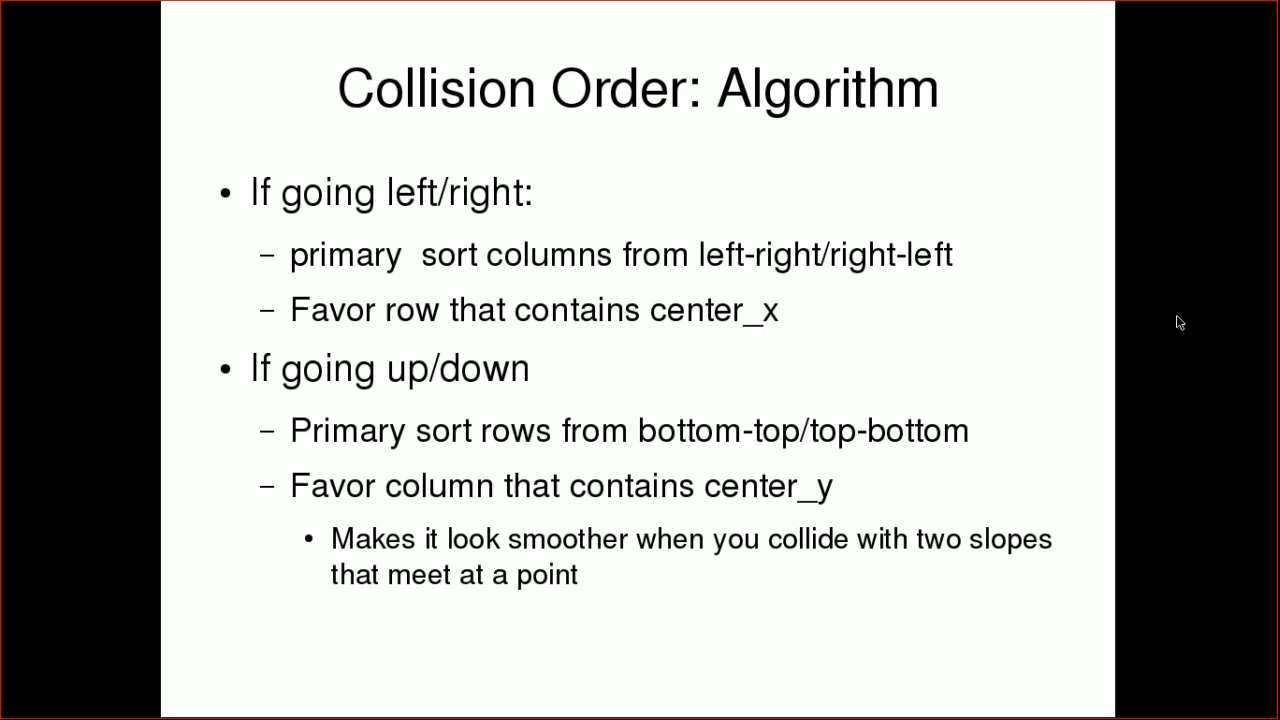 Collision Order: Algorithm
• If going left/right:
– primary  sort columns from left-right/right-left
– Favor row that contains center_x
• If going up/down
– Primary sort rows from bottom-top/top-bottom
– Favor column that contains center_y
• Makes it look smoother when you collide with two slopes
that meet at a point